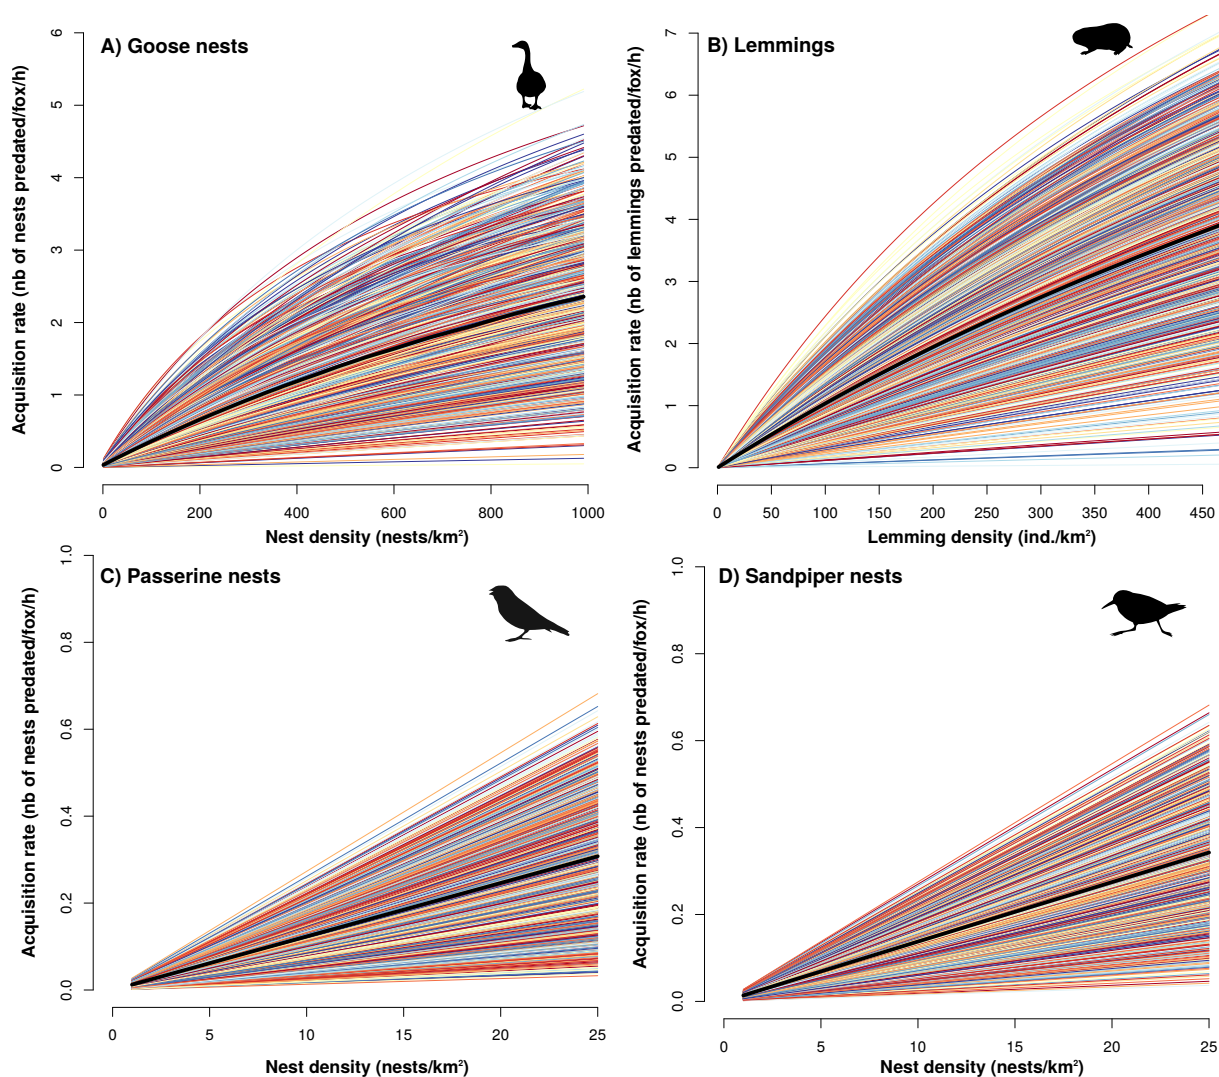 A) Goose nests
Acquisition rate (nb of nests predated/fox/h)
6
5
4
3
2
1
0
0 200 400 600 800 1000
Nest density (nests/km²)
B) Lemmings
Acquisition rate (nb of lemmings predated/fox/h)
7
6
5
4
3
2
1
0
0 50 100 150 200 250 300 350 400 450
Lemming density (ind./km²)
C) Passerine nests
Acquisition rate (nb of nests predated/fox/h)
1.0
0.8
0.6
0.4
0.2
0.0
0 5 10 15 20 25
Nest density (nests/km²)
D) Sandpiper nests
Acquisition rate (nb of nests predated/fox/h)
1.0
0.8
0.6
0.4
0.2
0.0
0 5 10 15 20 25
Nest density (nests/km²)